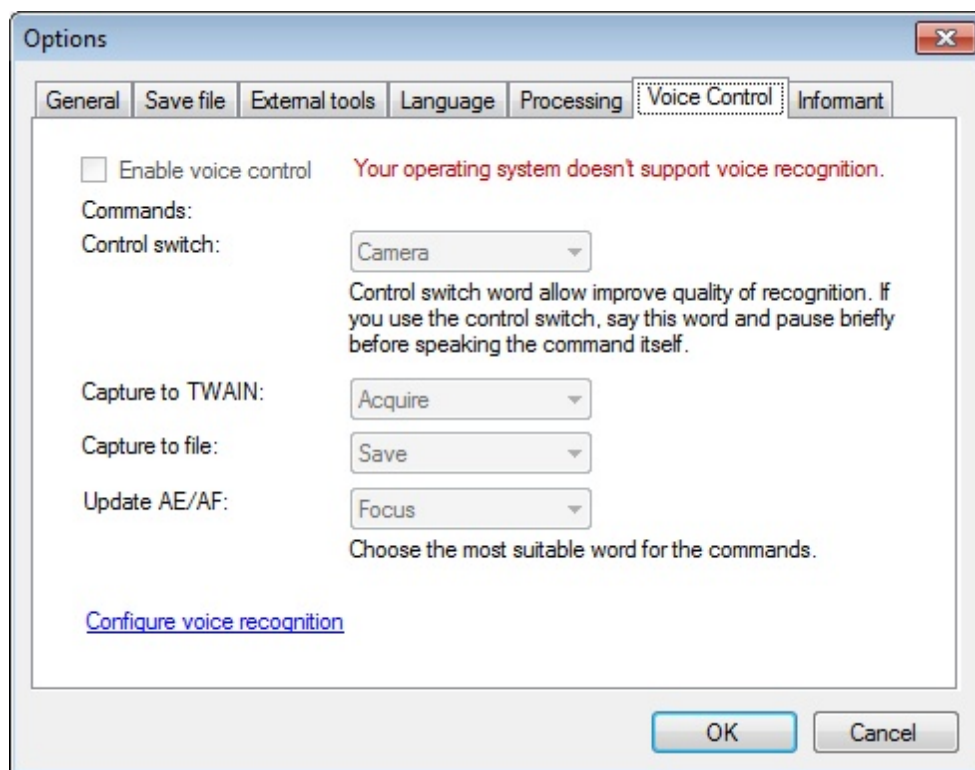 Options
General Save file External tools Language Processing Voice Control Informant
Enable voice control Your operating system doesn't support voice recognition.
Commands:
Control switch: Camera
Control switch word allow improve quality of recognition. If
you use the control switch, say this word and pause briefly
before speaking the command itself.
Capture to TWAIN: Acquire
Capture to file: Save
Update AE/AF: Focus
Choose the most suitable word for the commands.
Configure voice recognition
OK Cancel